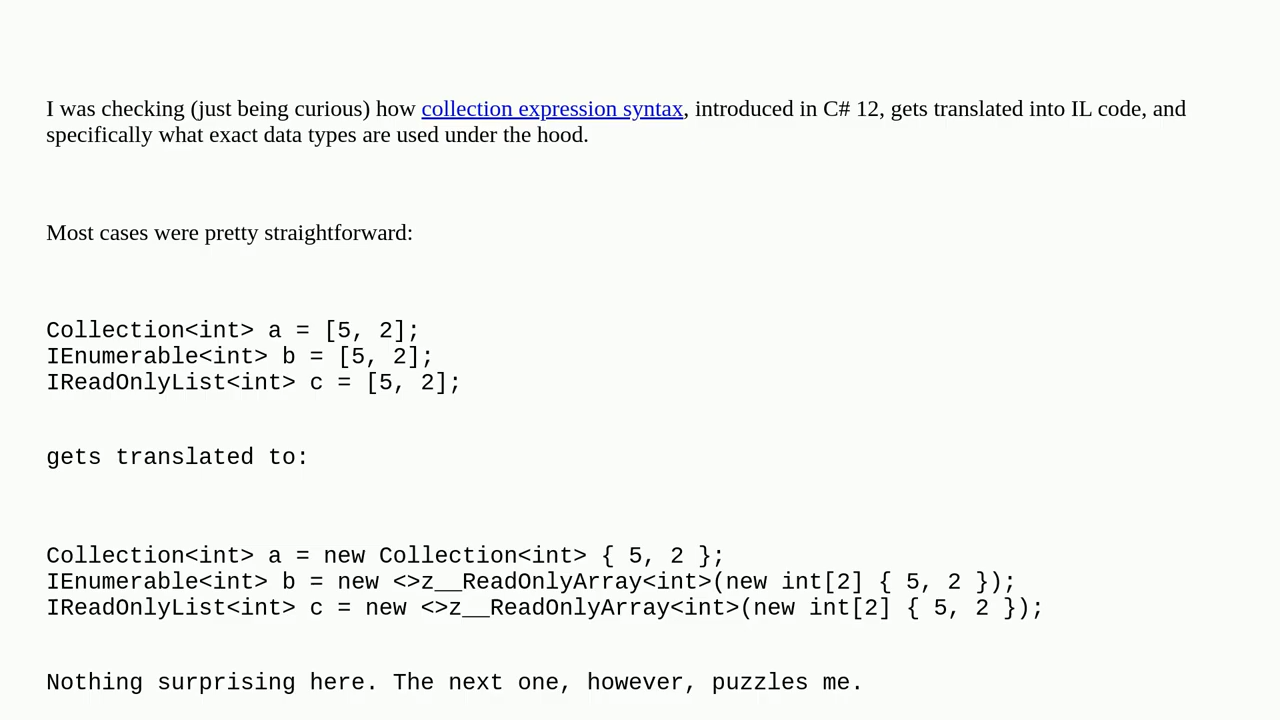 I was checking (just being curious) how collection expression syntax, introduced in C# 12, gets translated into IL code, and
specifically what exact data types are used under the hood.
Most cases were pretty straightforward:
Collection<int> a = [5, 2];
IEnumerable<int> b = [5, 2];
IReadOnlyList<int> c = [5, 2];
gets translated to:
Collection<int> a = new Collection<int> { 5, 2 };
IEnumerable<int> b = new <>z__ReadOnlyArray<int>(new int[2] { 5, 2 });
IReadOnlyList<int> c = new <>z__ReadOnlyArray<int>(new int[2] { 5, 2 });
Nothing surprising here. The next one, however, puzzles me.